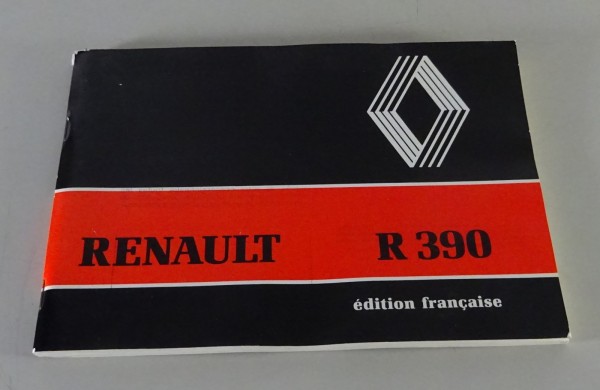 RENAULT R 390
édition française